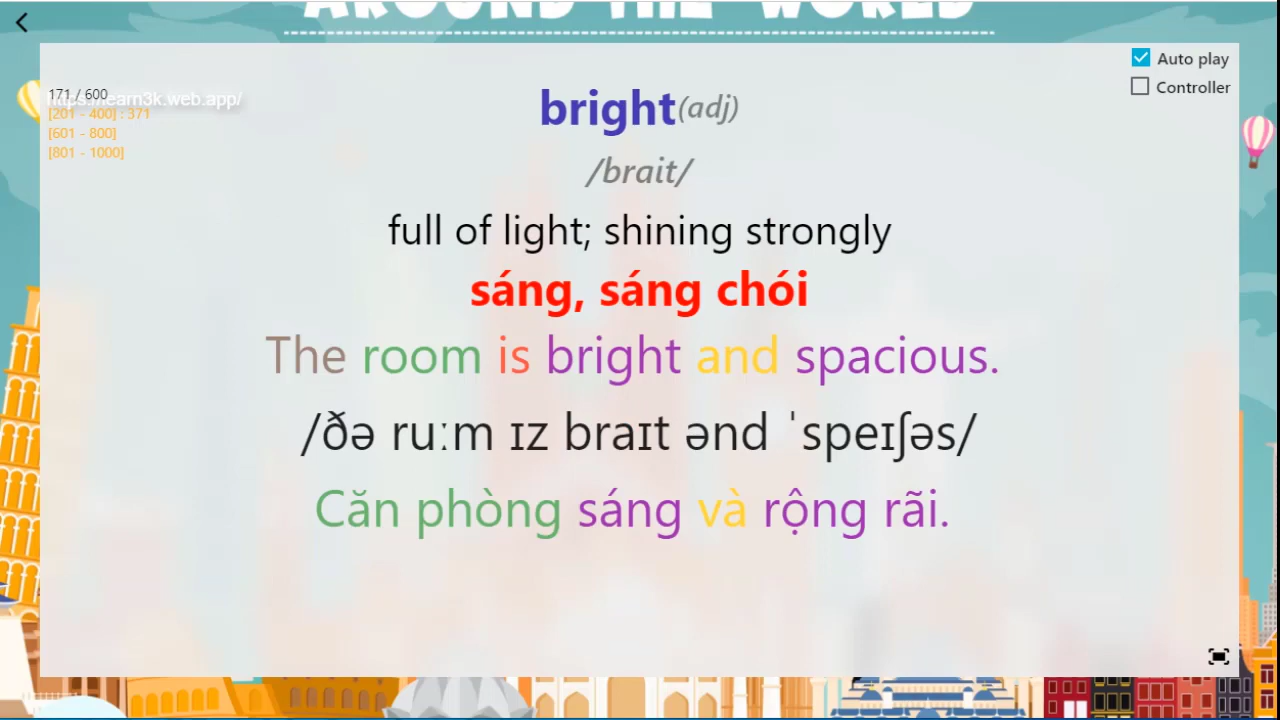 AROUND THE WORLD
Auto play
Controller
171 / 600
https://learn3k.web.app/
[201 - 400] : 371
[601 - 800]
[801 - 1000]
bright(adj)
/brait/
full of light; shining strongly
sáng, sáng chói
The room is bright and spacious.
/ðə ruːm ɪz braɪt ənd ˈspeɪʃəs/
Căn phòng sáng và rộng rãi.